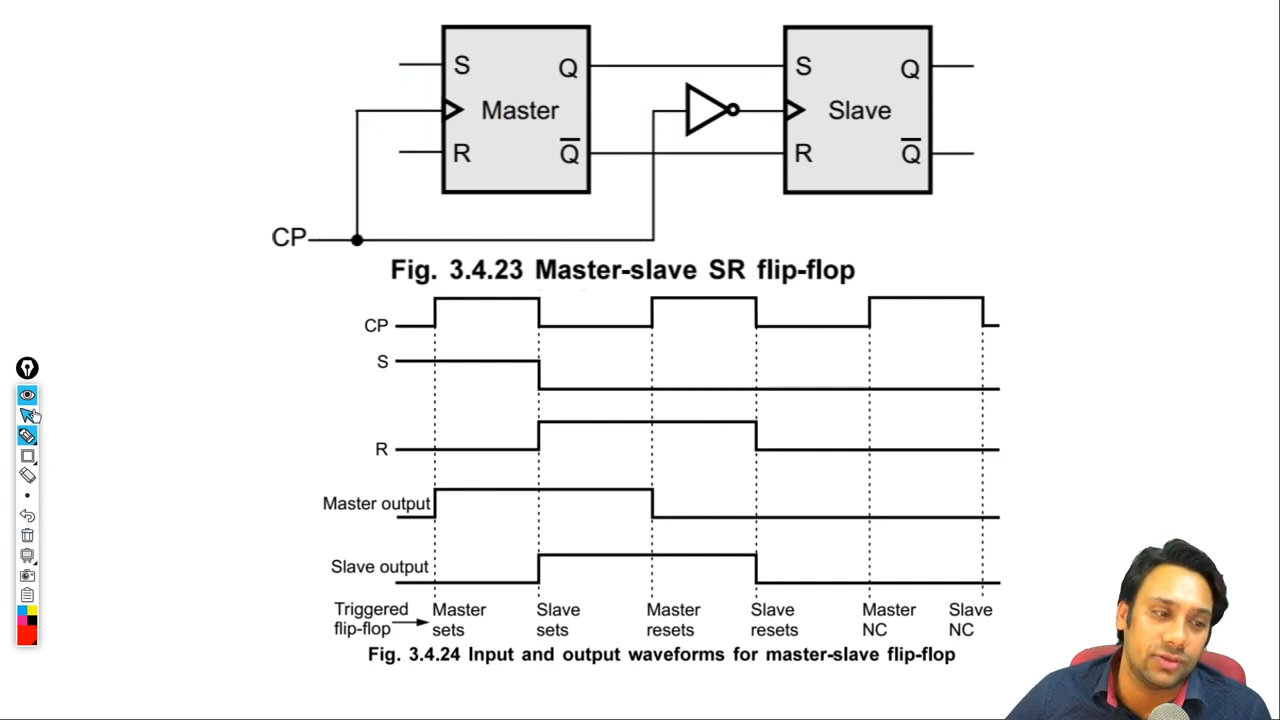 S Q S Q
Master Slave
R Q R Q
CP
Fig. 3.4.23 Master-slave SR flip-flop
CP
S
R
Master output
Slave output
Triggered flip-flop
Master sets
Slave sets
Master resets
Slave resets
Master NC
Slave NC
Fig. 3.4.24 Input and output waveforms for master-slave flip-flop